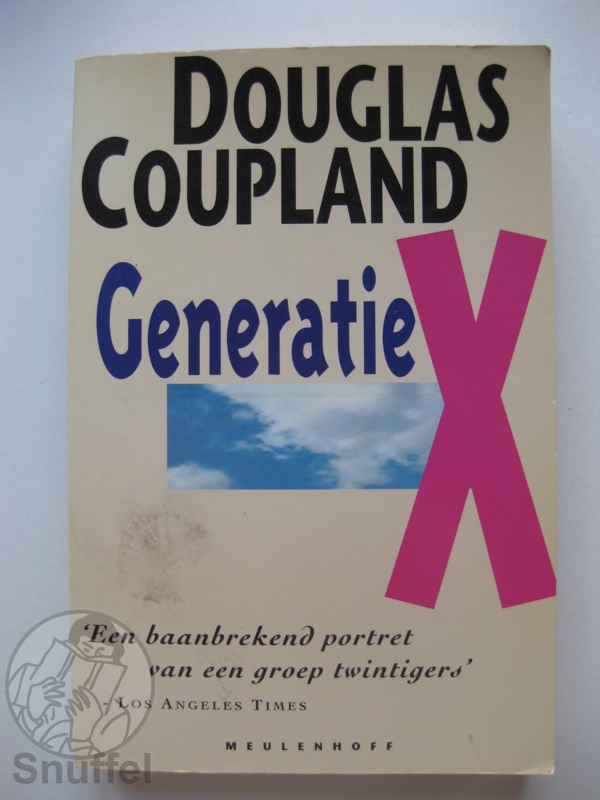 DOUGLAS
COUPLAND
Generatie X
'Een baanbrekend portret
van een groep twintigers'
- LOS ANGELES TIMES
MEULENHOFF
Snuffel